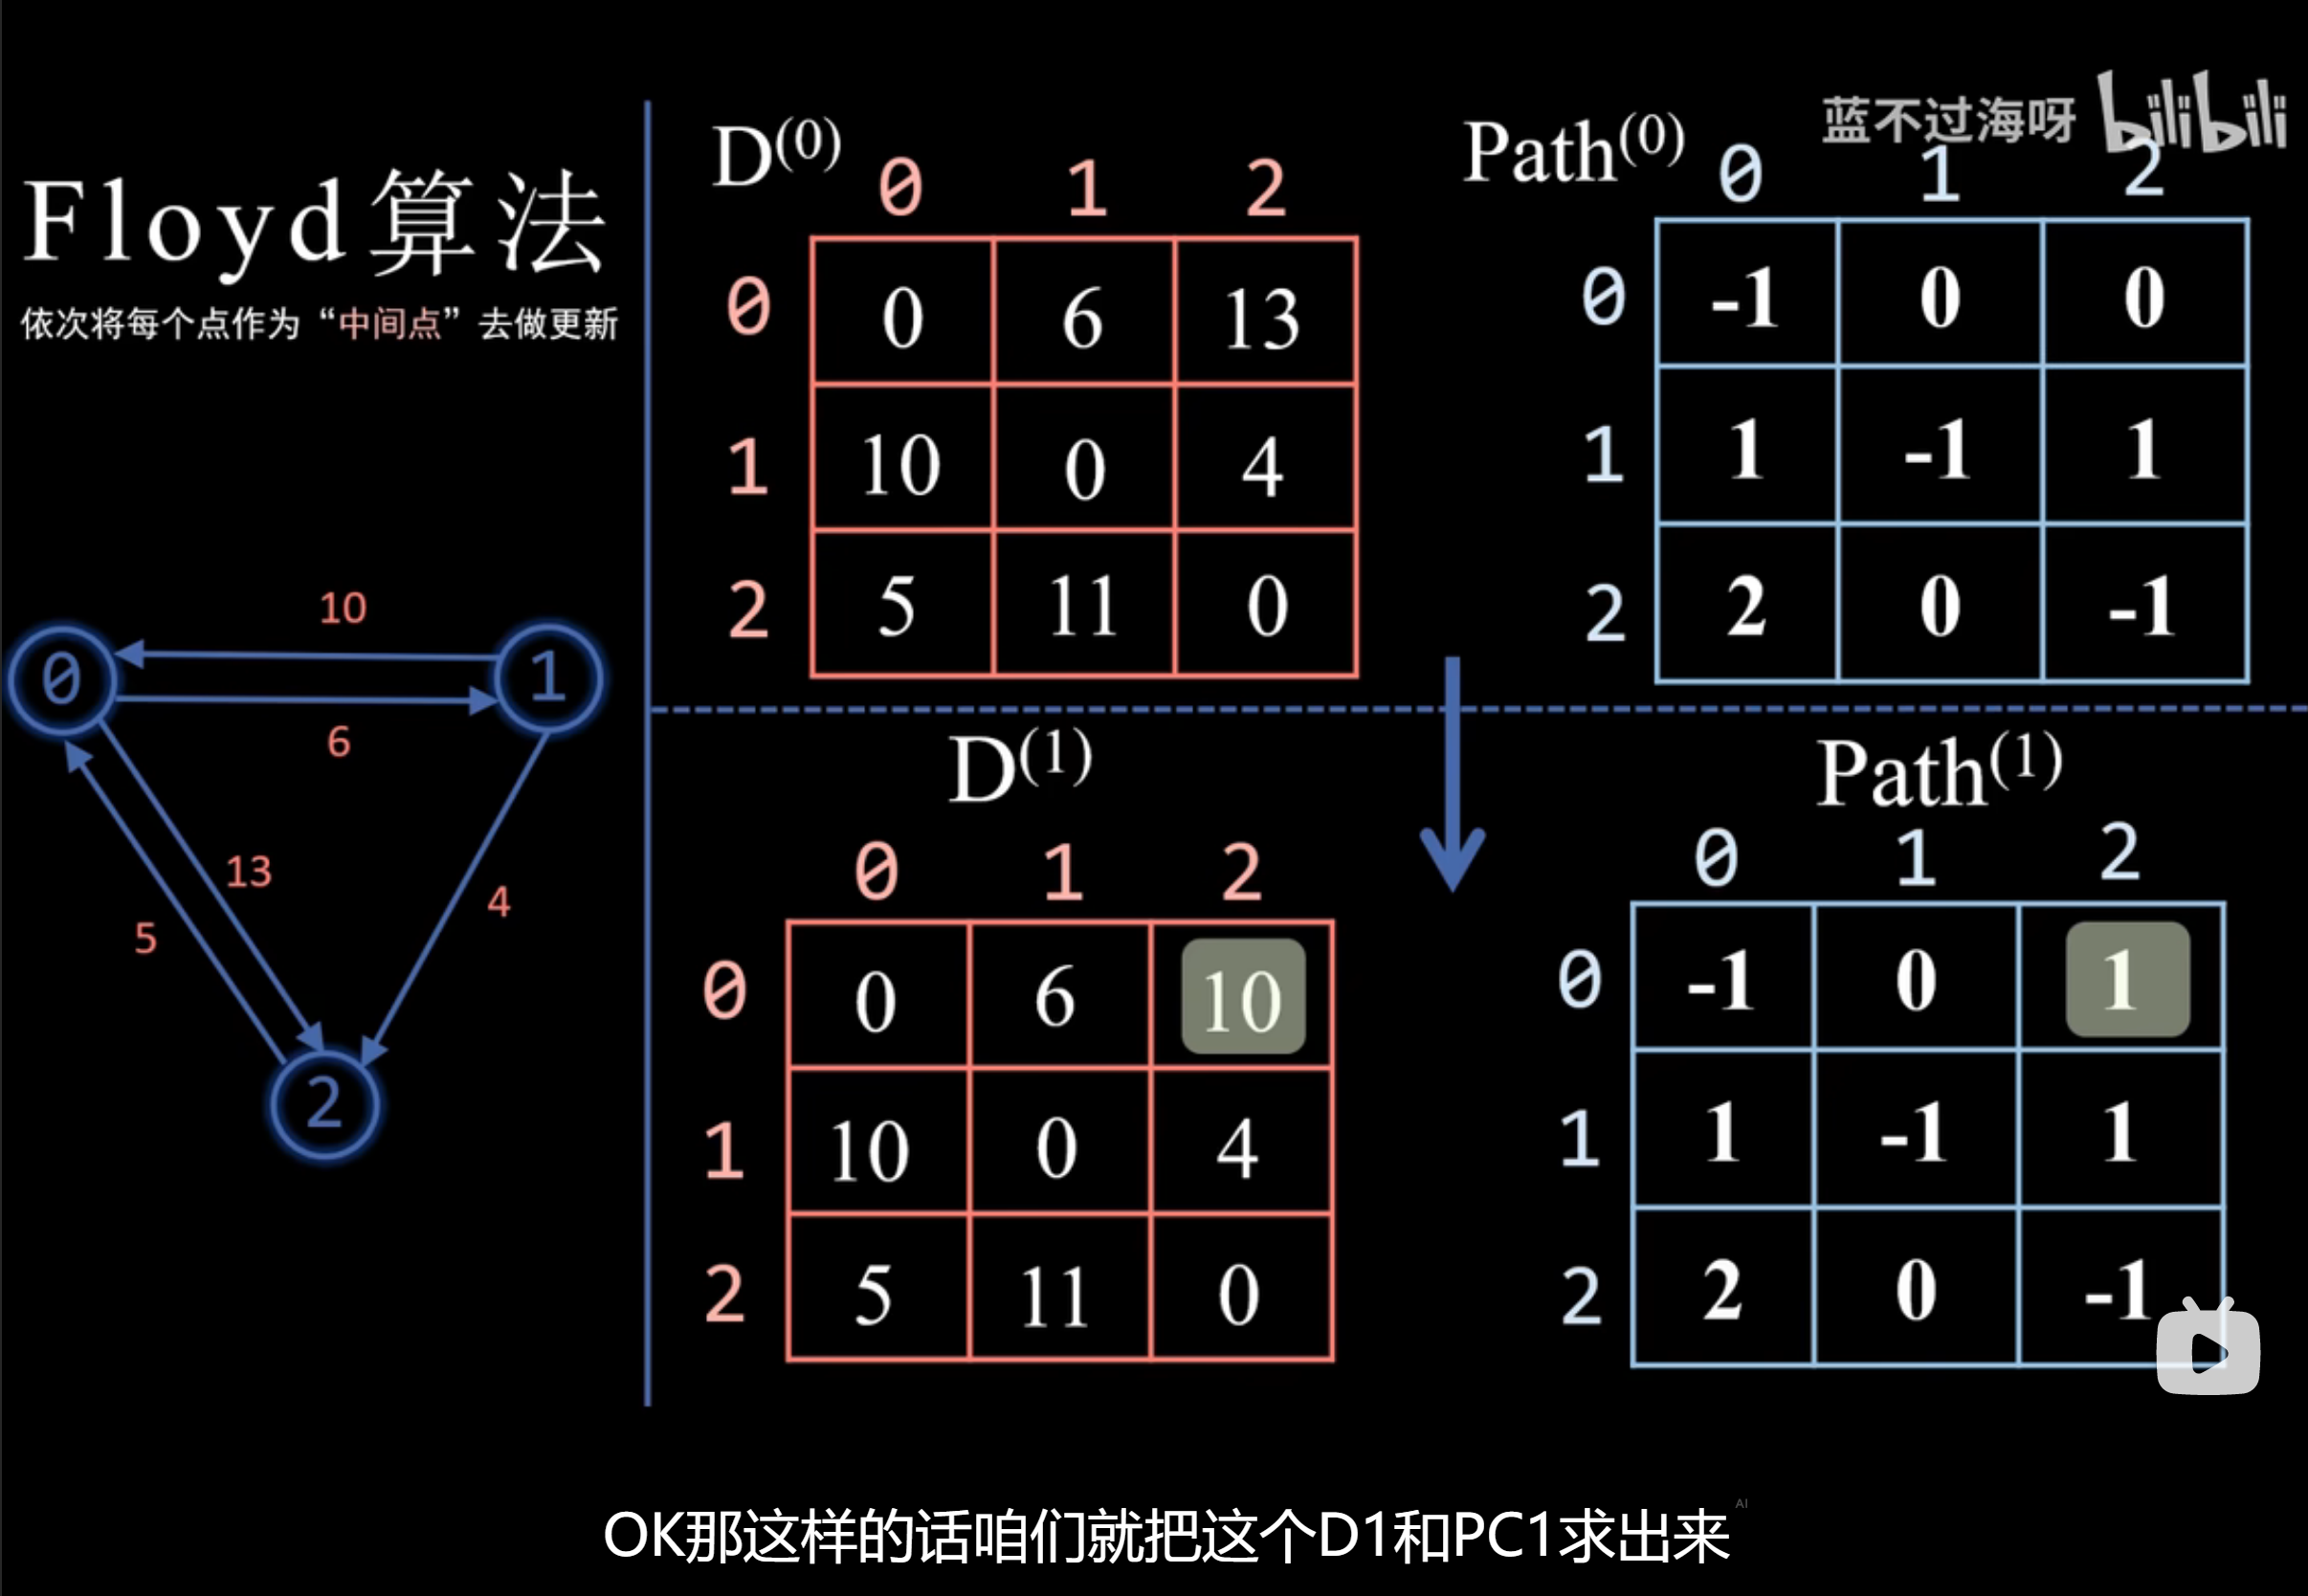 蓝不过海呀 bilibili
Floyd算法
依次将每个点作为“中间点”去做更新
10
0 1
6
13
5
4
2
D(0)
0 1 2
0 0 6 13
1 10 0 4
2 5 11 0
Path(0)
0 1 2
0 -1 0 0
1 1 -1 1
2 2 0 -1
D(1)
0 1 2
0 0 6 10
1 10 0 4
2 5 11 0
Path(1)
0 1 2
0 -1 0 1
1 1 -1 1
2 2 0 -1
AI
OK那这样的话咱们就把这个D1和PC1求出来